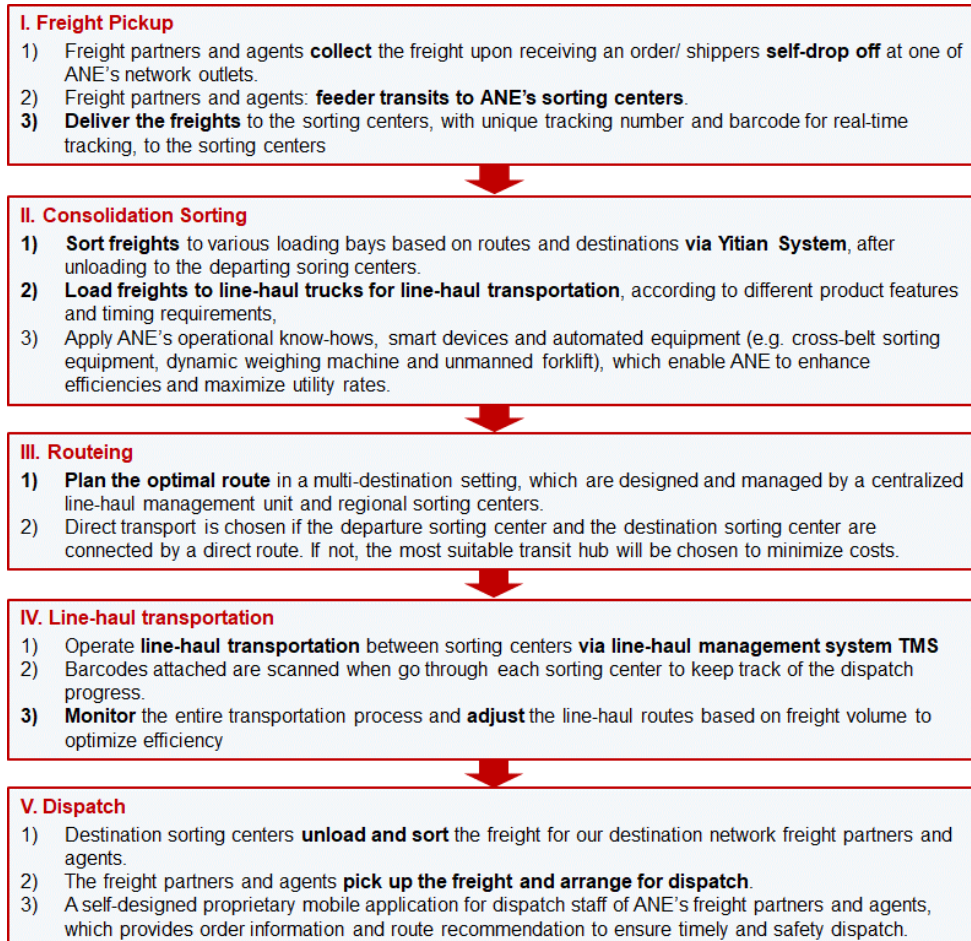 I. Freight Pickup
1) Freight partners and agents collect the freight upon receiving an order/ shippers self-drop off at one of
ANE's network outlets.
2) Freight partners and agents: feeder transits to ANE's sorting centers.
3) Deliver the freights to the sorting centers, with unique tracking number and barcode for real-time
tracking, to the sorting centers
II. Consolidation Sorting
1) Sort freights to various loading bays based on routes and destinations via Yitian System, after
unloading to the departing soring centers.
2) Load freights to line-haul trucks for line-haul transportation, according to different product features
and timing requirements,
3) Apply ANE's operational know-hows, smart devices and automated equipment (e.g. cross-belt sorting
equipment, dynamic weighing machine and unmanned forklift), which enable ANE to enhance
efficiencies and maximize utility rates.
III. Routeing
1) Plan the optimal route in a multi-destination setting, which are designed and managed by a centralized
line-haul management unit and regional sorting centers.
2) Direct transport is chosen if the departure sorting center and the destination sorting center are
connected by a direct route. If not, the most suitable transit hub will be chosen to minimize costs.
IV. Line-haul transportation
1) Operate line-haul transportation between sorting centers via line-haul management system TMS
2) Barcodes attached are scanned when go through each sorting center to keep track of the dispatch
progress.
3) Monitor the entire transportation process and adjust the line-haul routes based on freight volume to
optimize efficiency
V. Dispatch
1) Destination sorting centers unload and sort the freight for our destination network freight partners and
agents.
2) The freight partners and agents pick up the freight and arrange for dispatch.
3) A self-designed proprietary mobile application for dispatch staff of ANE's freight partners and agents,
which provides order information and route recommendation to ensure timely and safety dispatch.